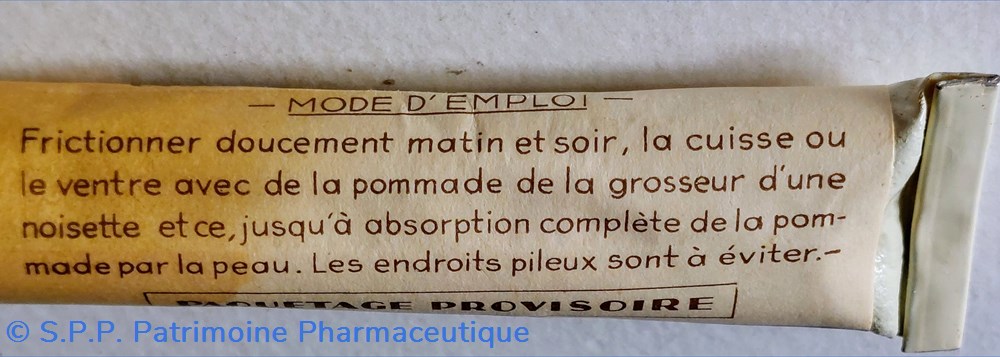 — MODE D'EMPLOI —
Frictionner doucement matin et soir, la cuisse ou
le ventre avec de la pommade de la grosseur d'une
noisette et ce, jusqu'à absorption complète de la pom-
made par la peau. Les endroits pileux sont à éviter.-
PAQUETAGE PROVISOIRE
© S.P.P. Patrimoine Pharmaceutique